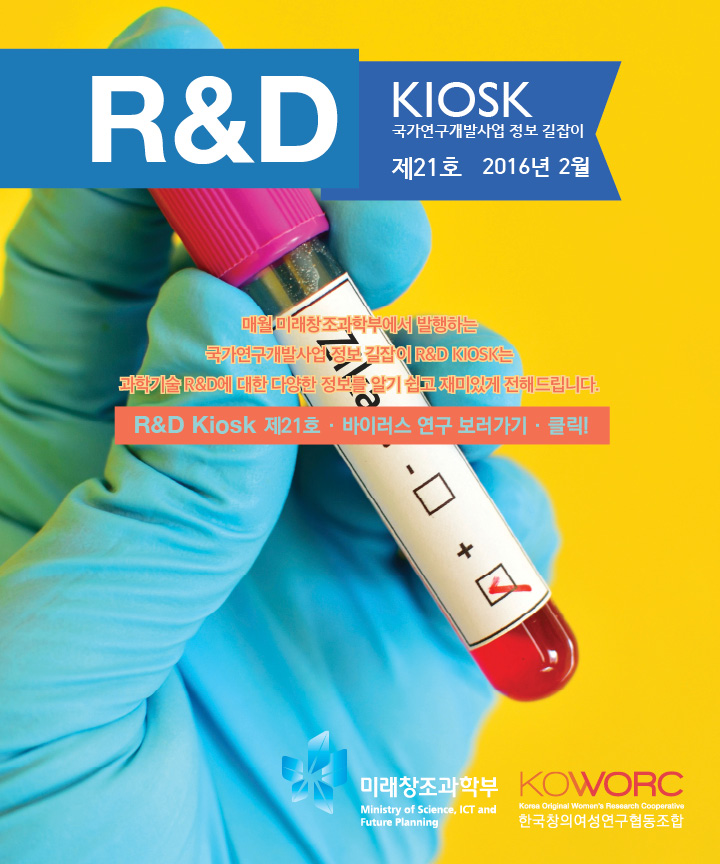 R&D
KIOSK
국가연구개발사업 정보 길잡이
제21호 2016년 2월
매월 미래창조과학부에서 발행하는
국가연구개발사업 정보 길잡이 R&D KIOSK는
과학기술 R&D에 대한 다양한 정보를 알기 쉽고 재미있게 전해드립니다.
R&D Kiosk 제21호 · 바이러스 연구 보러가기 · 클릭!
Zika
-
+
미래창조과학부
Ministry of Science, ICT and
Future Planning
KOWORC
Korea Original Women's Research Cooperative
한국창의여성연구협동조합